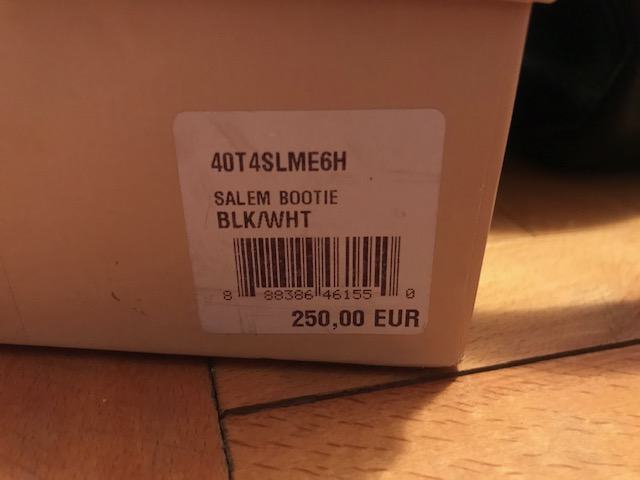 40T4SLME6H
SALEM BOOTIE
BLK/WHT
8 88386 46155 0
250,00 EUR